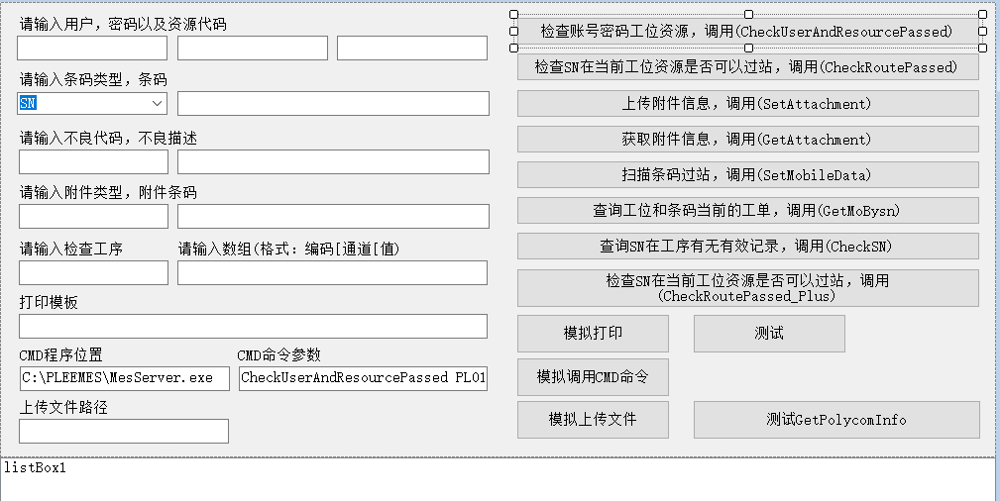 请输入用户，密码以及资源代码
检查账号密码工位资源，调用(CheckUserAndResourcePassed)
请输入条码类型，条码
检查SN在当前工位资源是否可以过站，调用(CheckRoutePassed)
SN
上传附件信息，调用(SetAttachment)
请输入不良代码，不良描述
获取附件信息，调用(GetAttachment)
扫描条码过站，调用(SetMobileData)
请输入附件类型，附件条码
查询工位和条码当前的工单，调用(GetMoBysn)
请输入检查工序
请输入数组(格式：编码[通道[值)
查询SN在工序有无有效记录，调用(CheckSN)
检查SN在当前工位资源是否可以过站，调用
(CheckRoutePassed_Plus)
打印模板
模拟打印
测试
CMD程序位置
CMD命令参数
C:\PLEEMES\MesServer.exe
CheckUserAndResourcePassed PL01
模拟调用CMD命令
上传文件路径
模拟上传文件
测试GetPolycomInfo
listBox1